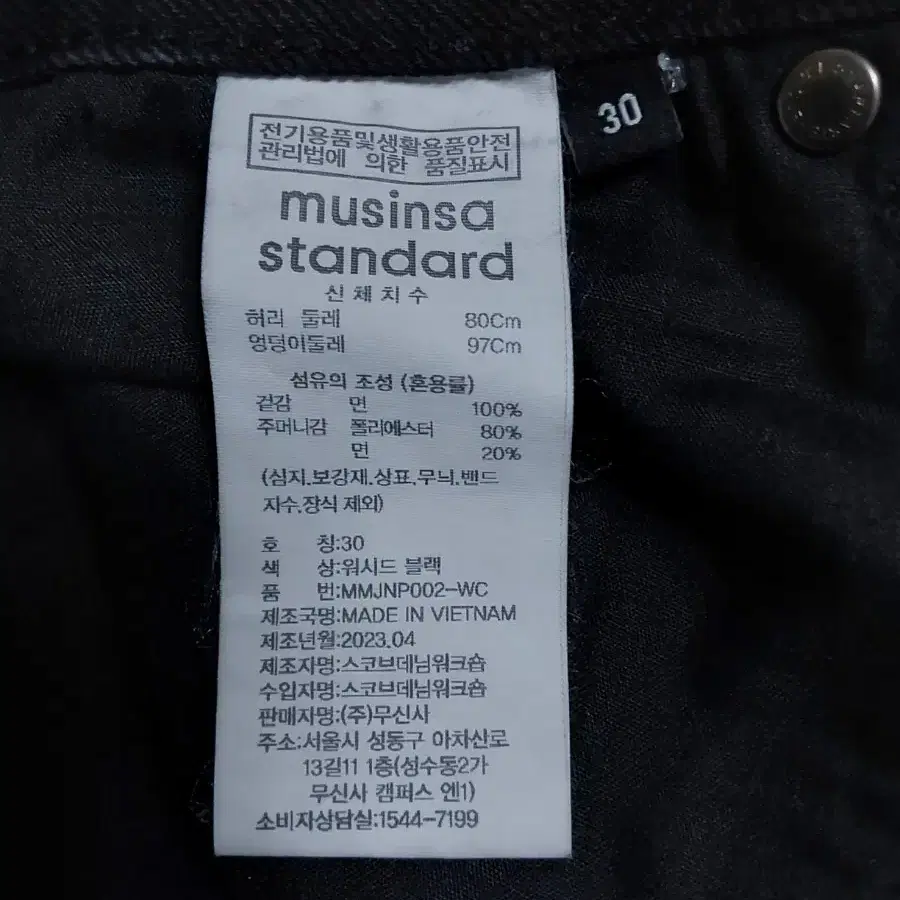 30
전기용품및생활용품안전
관리법에 의한 품질표시
musinsa
standard
신체치수
허리 둘레 80Cm
엉덩이둘레 97Cm
섬유의 조성 (혼용률)
겉감 면 100%
주머니감 폴리에스터 80%
면 20%
(심지.보강재.상표.무늬.밴드
자수.장식 제외)
호 칭:30
색 상:워시드 블랙
품 번:MMJNP002-WC
제조국명:MADE IN VIETNAM
제조년월:2023.04
제조자명:스코브데님워크숍
수입자명:스코브데님워크숍
판매자명:(주)무신사
주소:서울시 성동구 아차산로
13길11 1층(성수동2가
무신사 캠퍼스 엔1)
소비자상담실:1544-7199